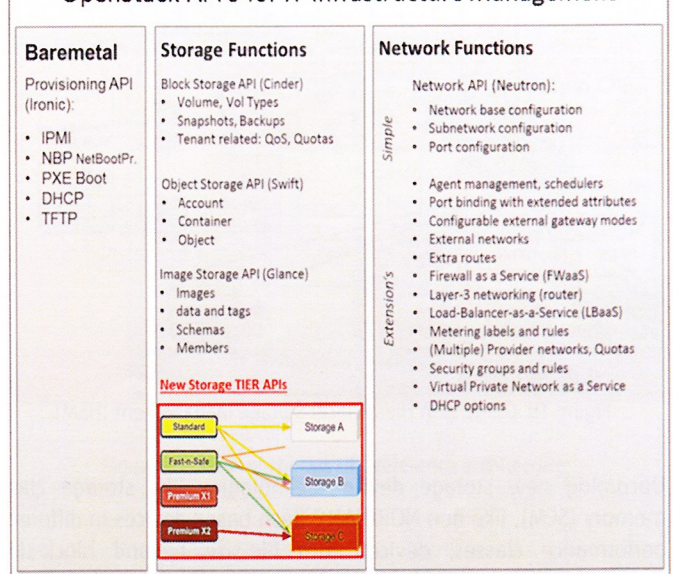 Baremetal
Provisioning API
(Ironic):
• IPMI
• NBP NetBootPr.
• PXE Boot
• DHCP
• TFTP
Storage Functions
Block Storage API (Cinder)
• Volume, Vol Types
• Snapshots, Backups
• Tenant related: QoS, Quotas
Object Storage API (Swift)
• Account
• Container
• Object
Image Storage API (Glance)
• Images
• data and tags
• Schemas
• Members
New Storage TIER APIs
Standard
Fast-n-Safe
Premium X1
Premium X2
Storage A
Storage B
Storage C
Network Functions
Network API (Neutron):
Simple
• Network base configuration
• Subnetwork configuration
• Port configuration
Extension's
• Agent management, schedulers
• Port binding with extended attributes
• Configurable external gateway modes
• External networks
• Extra routes
• Firewall as a Service (FWaaS)
• Layer-3 networking (router)
• Load-Balancer-as-a-Service (LBaaS)
• Metering labels and rules
• (Multiple) Provider networks, Quotas
• Security groups and rules
• Virtual Private Network as a Service
• DHCP options